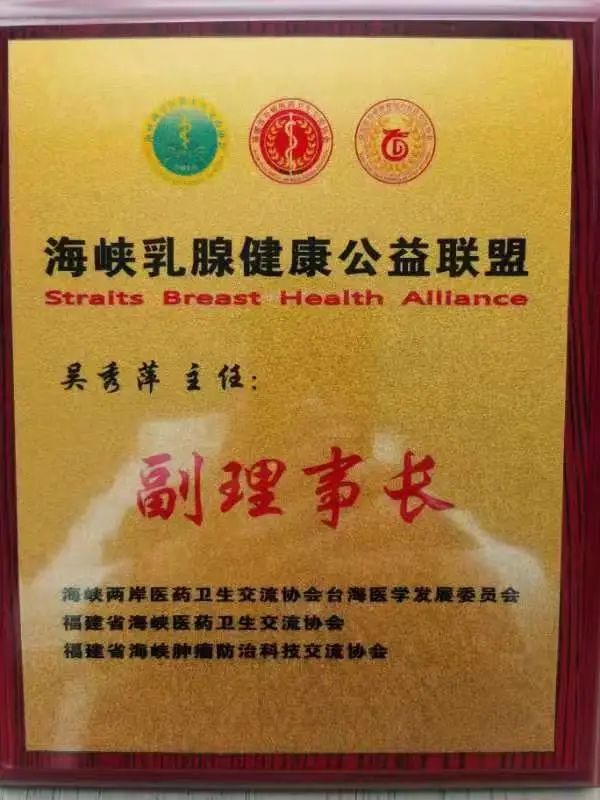 海峡乳腺健康公益联盟
Straits Breast Health Alliance
吴秀萍 主任：
副理事长
海峡两岸医药卫生交流协会台海医学发展委员会
福建省海峡医药卫生交流协会
福建省海峡肿瘤防治科技交流协会